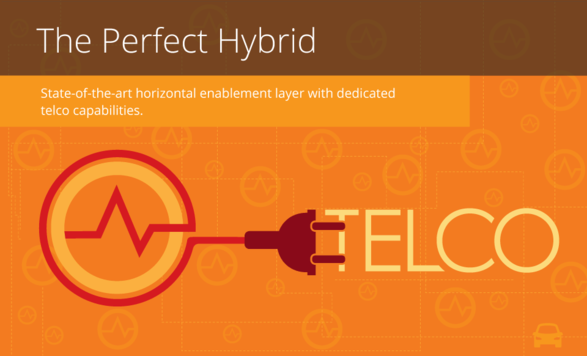 The Perfect Hybrid
State-of-the-art horizontal enablement layer with dedicated
telco capabilities.
TELCO